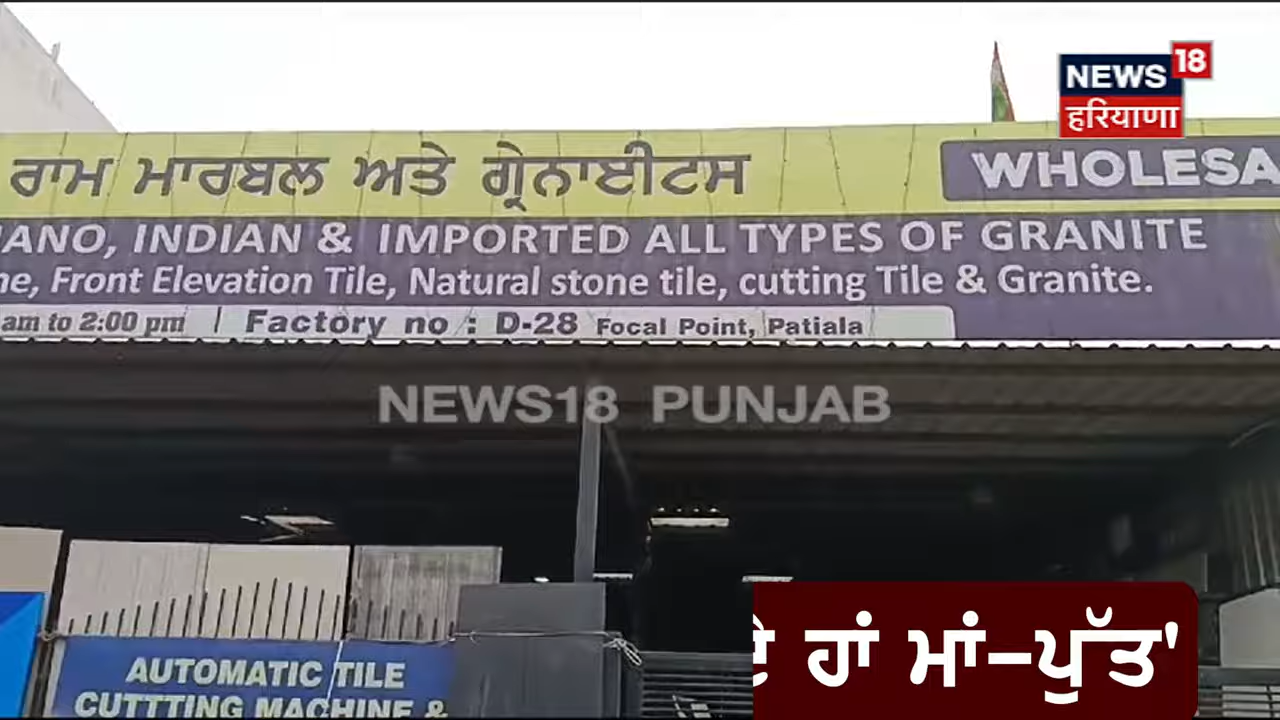 NEWS 18
हरियाणा
ਰਾਮ ਮਾਰਬਲ ਅਤੇ ਗ੍ਰੇਨਾਈਟਸ
WHOLESA
IANO, INDIAN & IMPORTED ALL TYPES OF GRANITE
ne, Front Elevation Tile, Natural stone tile, cutting Tile & Granite.
am to 2:00 pm | Factory no : D-28 Focal Point, Patiala
NEWS18 PUNJAB
ਹਾਂ ਮਾਂ-ਪੁੱਤ'
AUTOMATIC TILE
CUTTTING MACHINE &